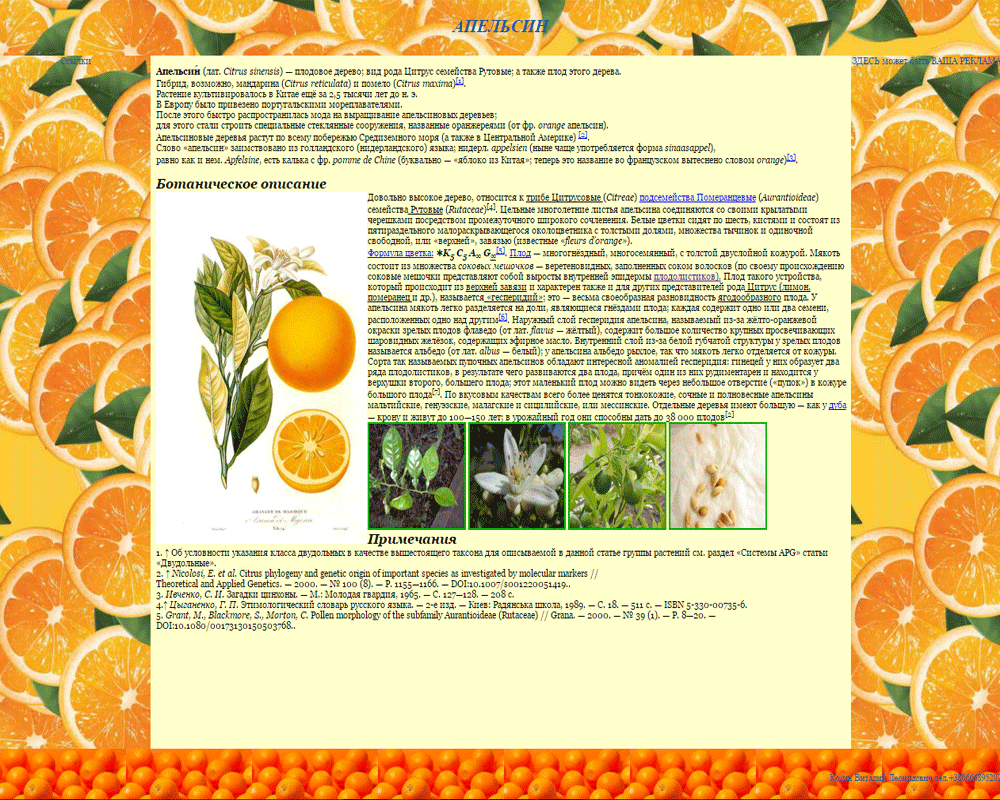 АПЕЛЬСИН
Ссылки
ЗДЕСЬ может быть ВАША РЕКЛАМА
Апельси́н (лат. Citrus sinensis) — плодовое дерево; вид рода Цитрус семейства Рутовые; а также плод этого дерева.
Гибрид, возможно, мандарина (Citrus reticulata) и помело (Citrus maxima)[1].
Растение культивировалось в Китае ещё за 2,5 тысячи лет до н. э.
В Европу было привезено португальскими мореплавателями.
После этого быстро распространилась мода на выращивание апельсиновых деревьев;
для этого стали строить специальные стеклянные сооружения, названные оранжереями (от фр. orange апельсин).
Апельсиновые деревья растут по всему побережью Средиземного моря (а также в Центральной Америке) [2].
Слово «апельсин» заимствовано из голландского (нидерландского) языка; нидерл. appelsien (ныне чаще употребляется форма sinaasappel),
равно как и нем. Apfelsine, есть калька с фр. pomme de Chine (буквально — «яблоко из Китая»; теперь это название во французском вытеснено словом orange)[3].
Ботаническое описание
Довольно высокое дерево, относится к трибе Цитрусовые (Citreae) подсемейства Померанцевые (Aurantioideae)
семейства Рутовые (Rutaceae)[4]. Цельные многолетние листья апельсина соединяются со своими крылатыми
черешками посредством промежуточного широкого сочленения. Белые цветки сидят по шесть, кистями и состоят из
пятираздельного малораскрывающегося околоцветника с толстыми долями, множества тычинок и одиночной
свободной, или «верхней», завязью (известные «fleurs d'orange»).
Формула цветка: ∗K5 C5 A∞ G∞[5]. Плод — многогнёздный, многосемянный, с толстой двуслойной кожурой. Мякоть
состоит из множества соковых мешочков — веретеновидных, заполненных соком волосков (по своему происхождению
соковые мешочки представляют собой выросты внутренней эпидермы плодолистиков). Плод такого устройства,
который происходит из верхней завязи и характерен также и для других представителей рода Цитрус (лимон,
померанец и др.), называется «гесперидий»; это — весьма своеобразная разновидность ягодообразного плода. У
апельсина мякоть легко разделяется на доли, являющиеся гнёздами плода; каждая содержит одно или два семени,
расположенных одно над другим[6]. Наружный слой гесперидия апельсина, называемый из-за жёлто-оранжевой
окраски зрелых плодов флаведо (от лат. flavus — жёлтый), содержит большое количество крупных просвечивающих
шаровидных желёзок, содержащих эфирное масло. Внутренний слой из-за белой губчатой структуры у зрелых плодов
называется альбедо (от лат. albus — белый); у апельсина альбедо рыхлое, так что мякоть легко отделяется от кожуры.
Сорта так называемых пупочных апельсинов обладают интересной аномалией гесперидия: гинецей у них образует два
ряда плодолистиков, в результате чего развиваются два плода, причём один из них рудиментарен и находится у
верхушки второго, большего плода; этот маленький плод можно видеть через небольшое отверстие («пупок») в кожуре
большого плода[7]. По вкусовым качествам всего более ценятся тонкокожие, сочные и полновесные апельсины
мальтийские, генуэзские, малагские и сицилийские, или мессинские. Отдельные деревья имеют большую — как у дуба
— крону и живут до 100—150 лет; в урожайный год они способны дать до 38 000 плодов[2]
Примечания
1. ↑ Об условности указания класса двудольных в качестве вышестоящего таксона для описываемой в данной статье группы растений см. раздел «Системы APG» статьи
«Двудольные».
2. ↑ Nicolosi, E. et al. Citrus phylogeny and genetic origin of important species as investigated by molecular markers //
Theoretical and Applied Genetics. — 2000. — № 100 (8). — P. 1155—1166. — DOI:10.1007/s001220051419..
3. Ивченко, С. И. Загадки цинхоны. — М.: Молодая гвардия, 1965. — С. 127—128. — 208 с.
4.↑ Цыганенко, Г. П. Этимологический словарь русского языка. — 2-е изд. — Киев: Радянська школа, 1989. — С. 18. — 511 с. — ISBN 5-330-00735-6.
5. Grant, M., Blackmore, S., Morton, C. Pollen morphology of the subfamily Aurantioideae (Rutaceae) // Grana. — 2000. — № 39 (1). — P. 8—20. —
DOI:10.1080/00173130150503768..
Виталий Леонидович тел.